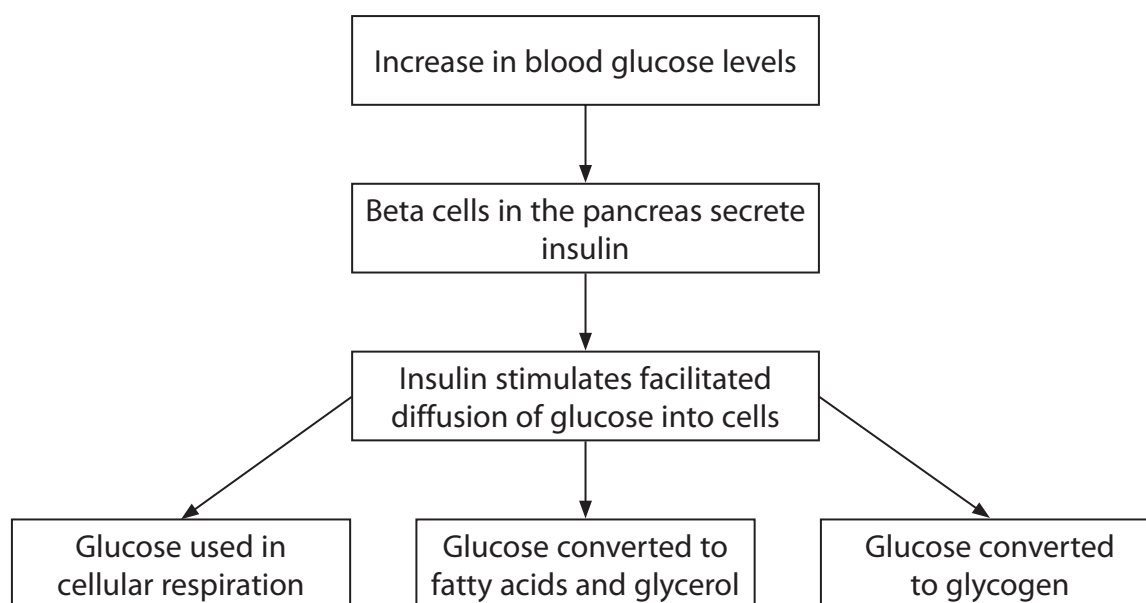 Increase in blood glucose levels
Beta cells in the pancreas secrete
insulin
Insulin stimulates facilitated
diffusion of glucose into cells
Glucose used in
cellular respiration
Glucose converted to
fatty acids and glycerol
Glucose converted
to glycogen